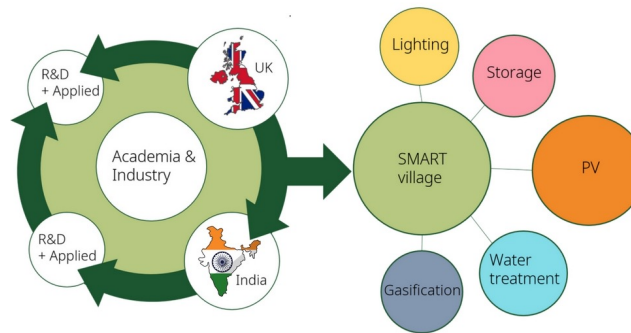 R&D
+ Applied
UK
Academia &
Industry
R&D
+ Applied
India
Lighting
Storage
SMART
village
PV
Gasification
Water
treatment